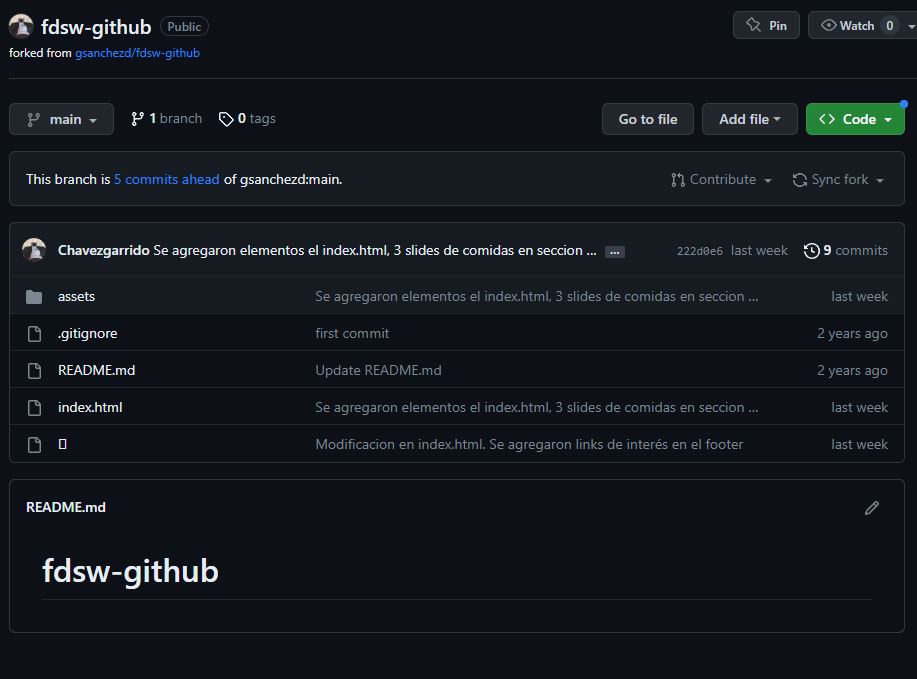 fdsw-github Public Pin Watch 0
forked from gsanchezd/fdsw-github
main 1 branch 0 tags Go to file Add file <> Code
This branch is 5 commits ahead of gsanchezd:main. Contribute Sync fork
Chavezgarrido Se agregaron elementos el index.html, 3 slides de comidas en seccion ... ... 222d0e6 last week 9 commits
assets Se agregaron elementos el index.html, 3 slides de comidas en seccion ... last week
.gitignore first commit 2 years ago
README.md Update README.md 2 years ago
index.html Se agregaron elementos el index.html, 3 slides de comidas en seccion ... last week
Modificacion en index.html. Se agregaron links de interés en el footer last week
README.md
fdsw-github